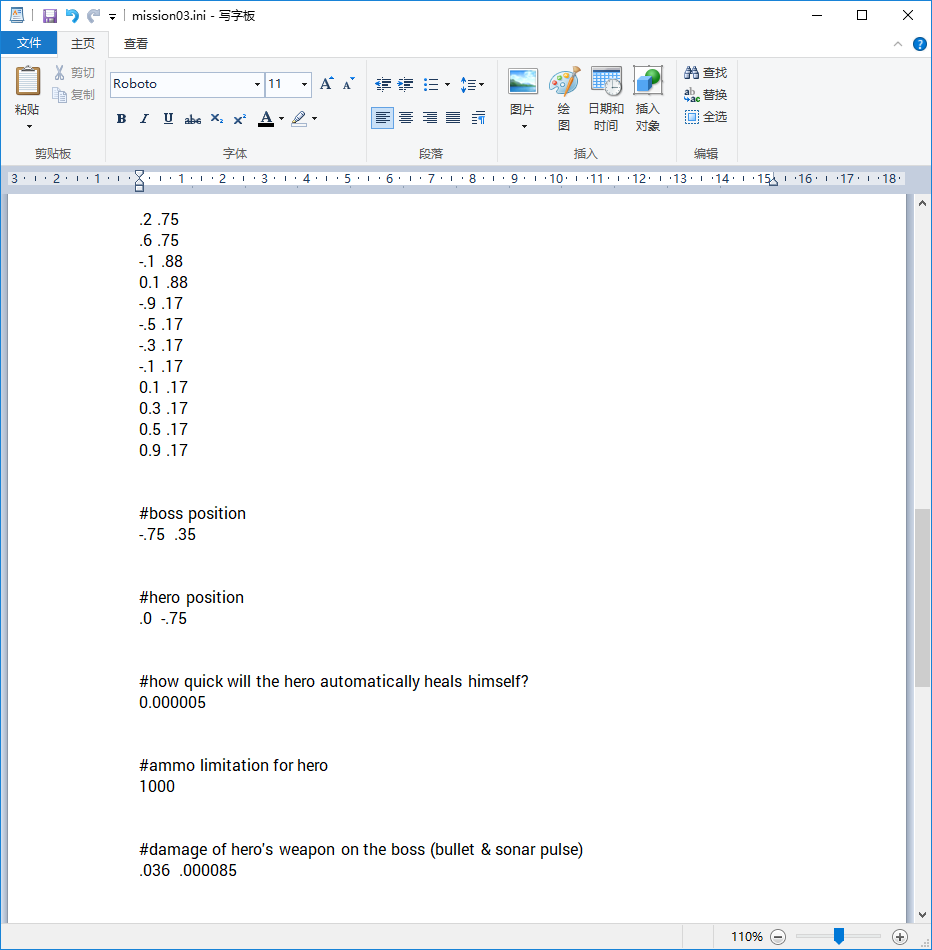 mission03.ini - 写字板
文件 主页 查看
粘贴
剪切
复制
剪贴板
Roboto 11
B I U abc X₂ X²
A
字体
段落
图片
绘图
日期和时间
插入对象
插入
查找
替换
全选
编辑
3 2 1 1 2 3 4 5 6 7 8 9 10 11 12 13 14 15 16 17 18
.2 .75
.6 .75
-.1 .88
0.1 .88
-.9 .17
-.5 .17
-.3 .17
-.1 .17
0.1 .17
0.3 .17
0.5 .17
0.9 .17
#boss position
-.75  .35
#hero position
.0  -.75
#how quick will the hero automatically heals himself?
0.000005
#ammo limitation for hero
1000
#damage of hero's weapon on the boss (bullet & sonar pulse)
.036  .000085
110%